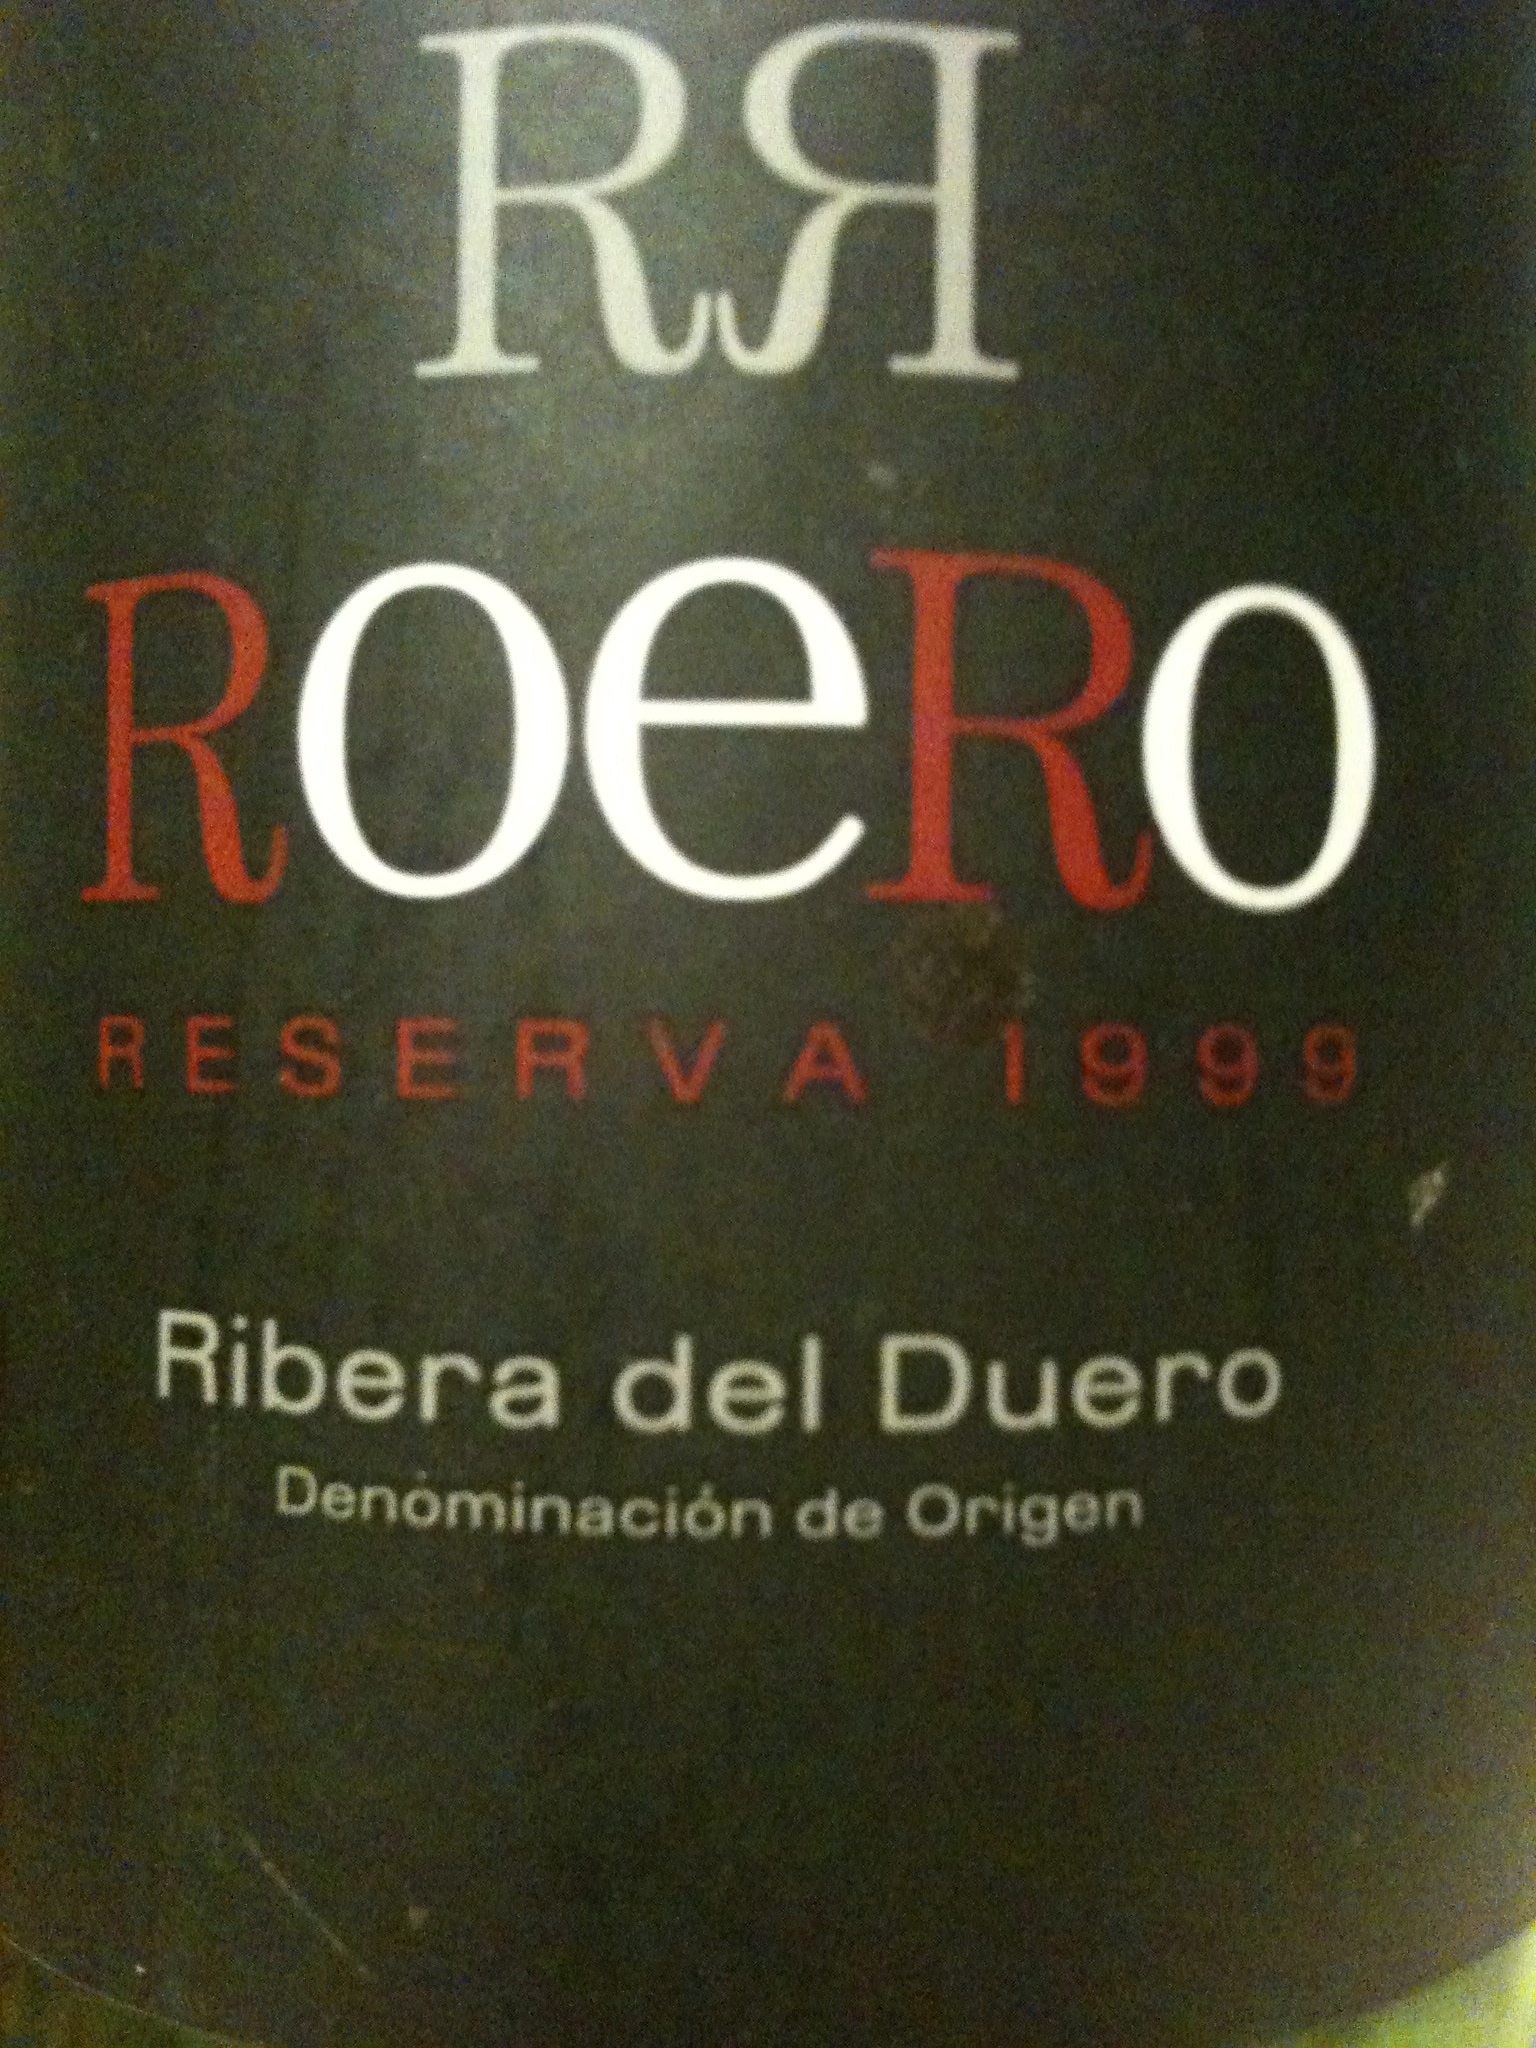 RR
RoeRo
RESERVA 1999
Ribera del Duero
Denominación de Origen